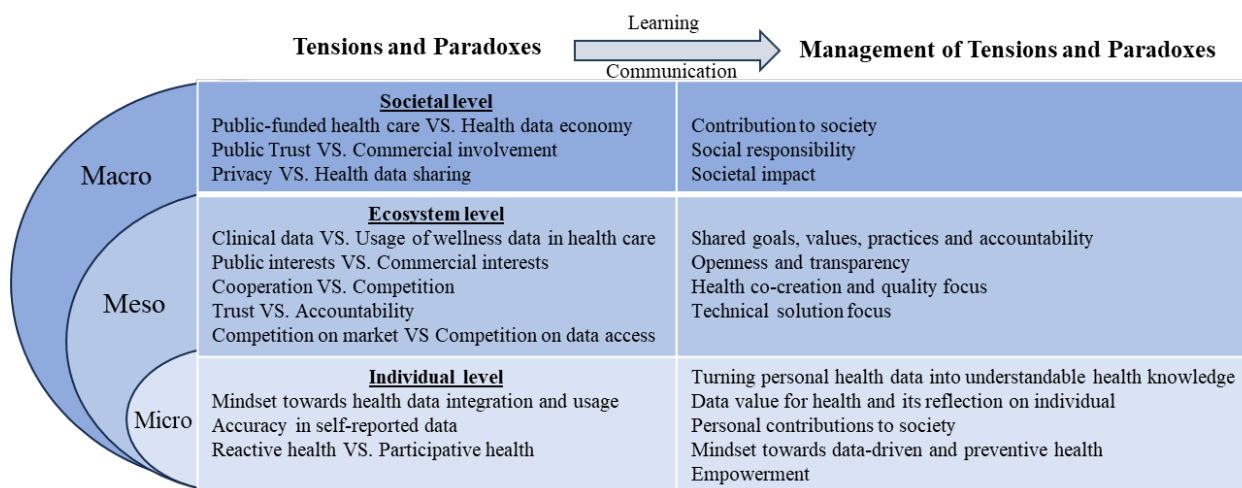 Learning
Tensions and Paradoxes
Management of Tensions and Paradoxes
Communication
Macro
Societal level
Public-funded health care VS. Health data economy
Public Trust VS. Commercial involvement
Privacy VS. Health data sharing
Contribution to society
Social responsibility
Societal impact
Meso
Ecosystem level
Clinical data VS. Usage of wellness data in health care
Public interests VS. Commercial interests
Cooperation VS. Competition
Trust VS. Accountability
Competition on market VS Competition on data access
Shared goals, values, practices and accountability
Openness and transparency
Health co-creation and quality focus
Technical solution focus
Micro
Individual level
Mindset towards health data integration and usage
Accuracy in self-reported data
Reactive health VS. Participative health
Turning personal health data into understandable health knowledge
Data value for health and its reflection on individual
Personal contributions to society
Mindset towards data-driven and preventive health
Empowerment